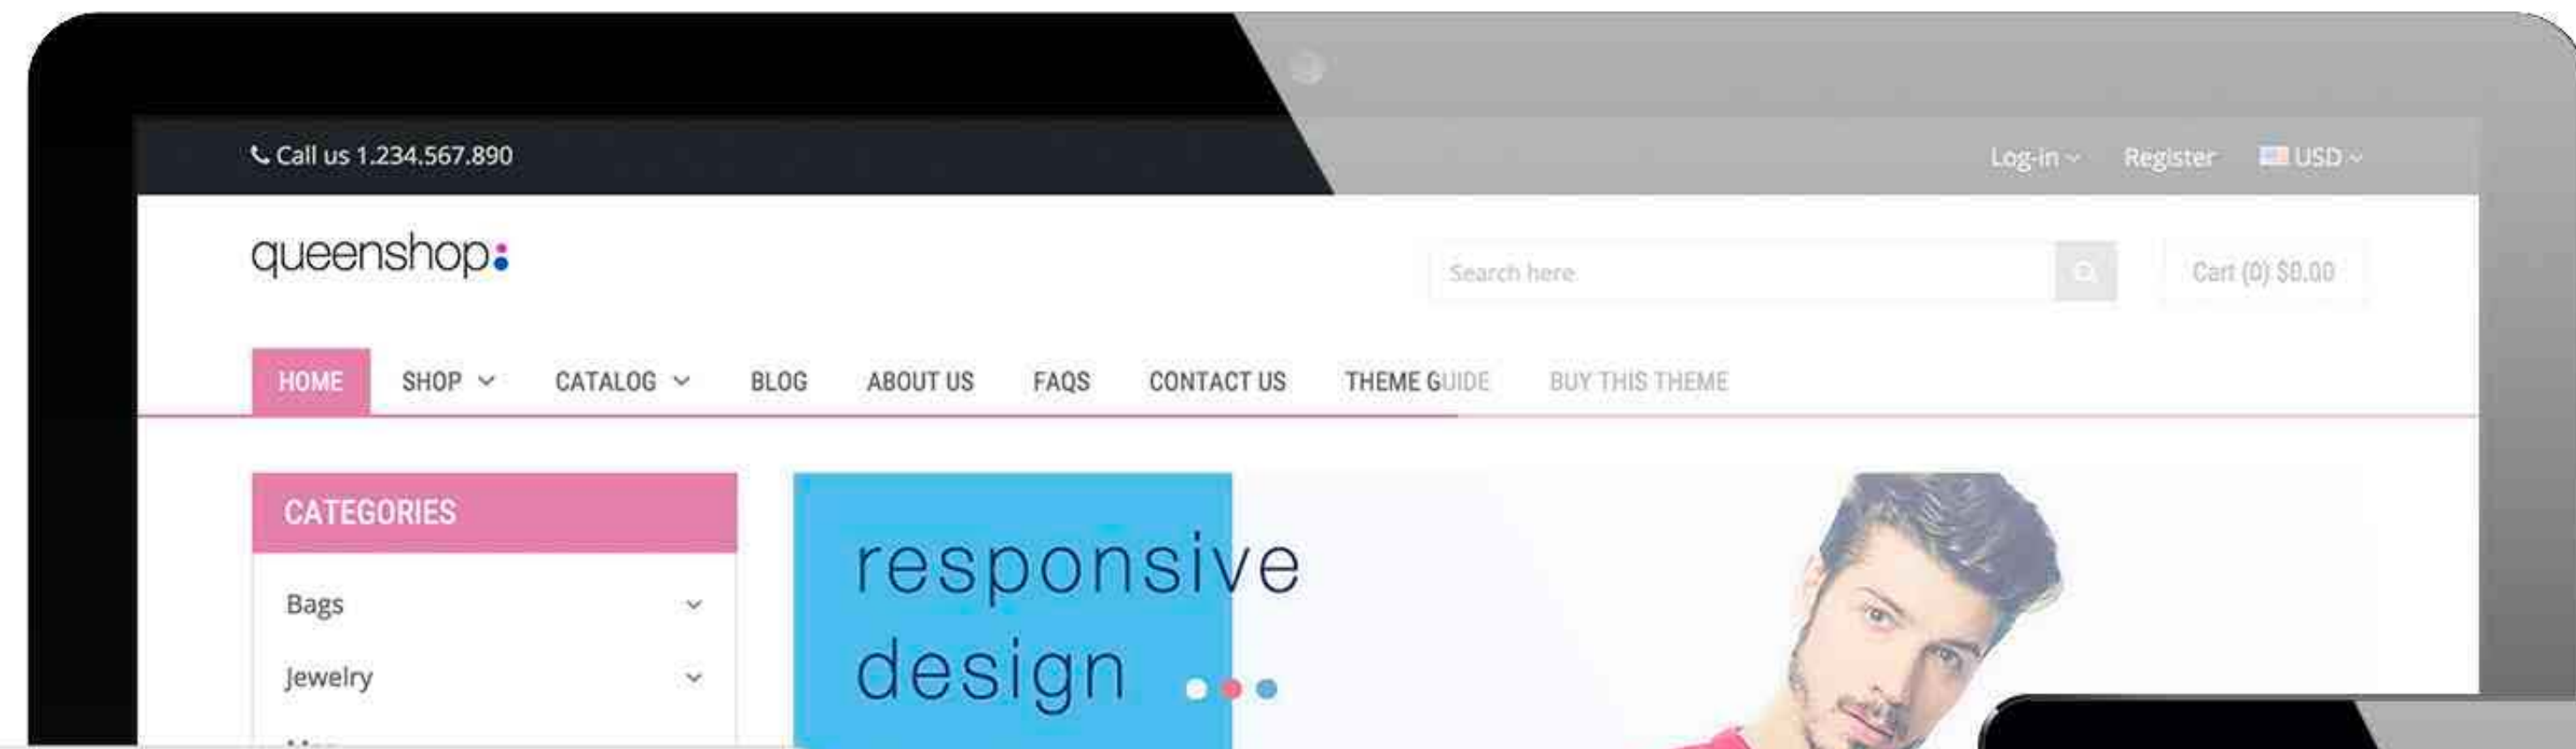 Call us 1.234.567.890
Log-in Register USD
queenshop:
Search here
Cart (0) $0.00
HOME SHOP CATALOG BLOG ABOUT US FAQS CONTACT US THEME GUIDE BUY THIS THEME
CATEGORIES
Bags
Jewelry
responsive
design